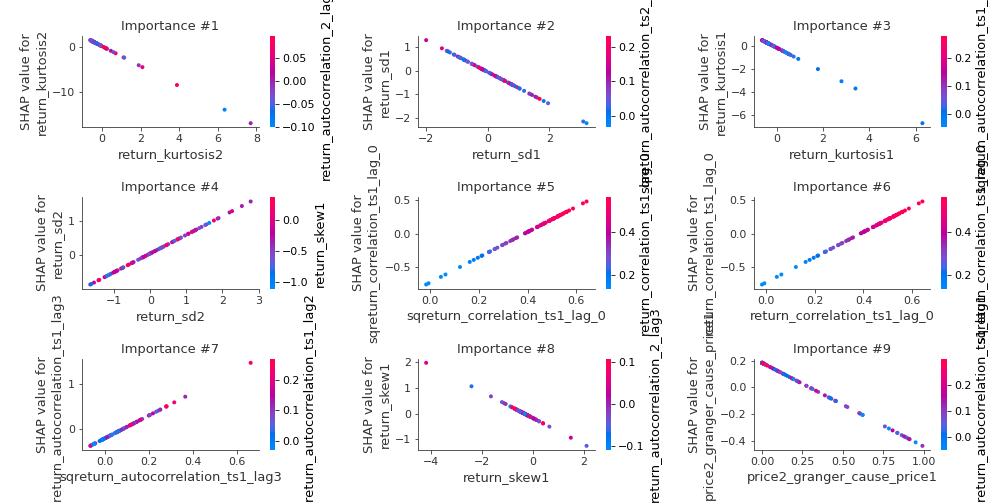 Importance #1
SHAP value for
return_kurtosis2
0
−10
0
2
4
6
8
return_kurtosis2
0.05
0.00
−0.05
−0.10
Importance #2
SHAP value for
return_sd1
1
0
−1
−2
−2
0
2
return_sd1
0.2
0.1
0.0
Importance #3
SHAP value for
return_kurtosis1
0
−2
−4
−6
0
2
4
6
return_kurtosis1
0.2
0.1
0.0
Importance #4
SHAP value for
return_sd2
1
0
−1
0
1
2
3
return_sd2
0.0
−0.5
−1.0
return_skew1
Importance #5
SHAP value for
sqreturn_correlation_ts1_lag_0
0.5
0.0
−0.5
0.0
0.2
0.4
0.6
sqreturn_correlation_ts1_lag_0
0.4
0.2
return_correlation_ts1_lag_0
Importance #6
SHAP value for
return_correlation_ts1_lag_0
0.5
0.0
−0.5
0.0
0.2
0.4
0.6
return_correlation_ts1_lag_0
0.4
0.2
Importance #7
SHAP value for
sqreturn_autocorrelation_ts1_lag3
1
0
0.0
0.2
0.4
0.6
sqreturn_autocorrelation_ts1_lag3
0.2
0.1
0.0
Importance #8
SHAP value for
return_skew1
2
1
0
−1
−4
−2
0
2
return_skew1
0.1
0.0
−0.1
return_autocorrelation_2_lag3
Importance #9
SHAP value for
price2_granger_cause_price1
0.2
0.0
−0.2
−0.4
0.00
0.25
0.50
0.75
1.00
price2_granger_cause_price1
0.2
0.1
0.0